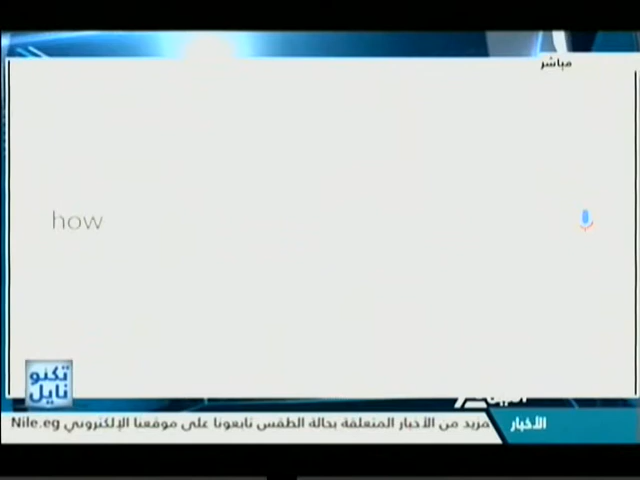 مباشر
how
تكنو
نايل
الأخبار
مزيد من الأخبار المتعلقة بحالة الطقس تابعونا على موقعنا الإلكتروني Nile.eg